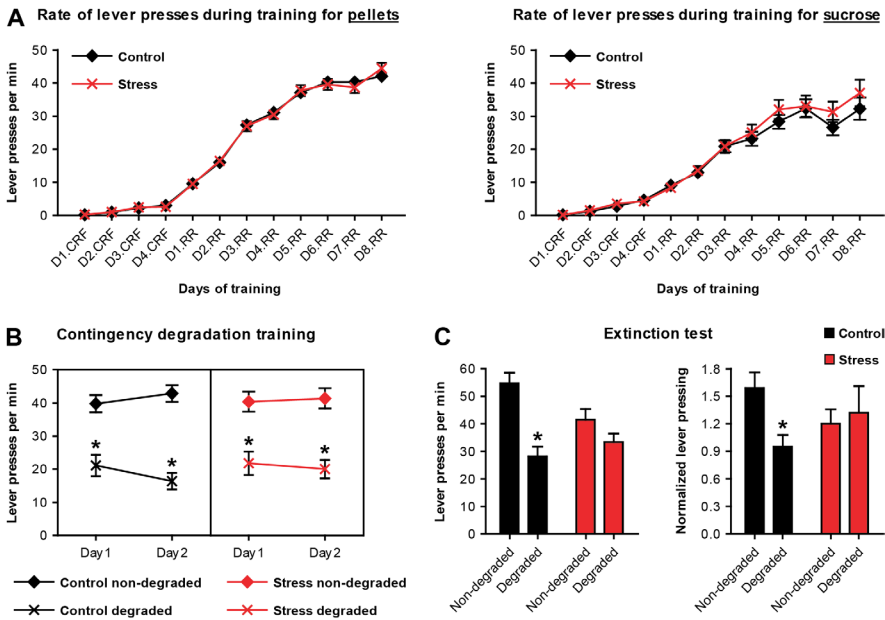 A
Rate of lever presses during training for pellets
Lever presses per min
50
40
30
20
10
0
Control
Stress
D1.CRF
D2.CRF
D3.CRF
D4.CRF
D1.RR
D2.RR
D3.RR
D4.RR
D5.RR
D6.RR
D7.RR
D8.RR
Days of training
Rate of lever presses during training for sucrose
Lever presses per min
50
40
30
20
10
0
Control
Stress
D1.CRF
D2.CRF
D3.CRF
D4.CRF
D1.RR
D2.RR
D3.RR
D4.RR
D5.RR
D6.RR
D7.RR
D8.RR
Days of training
B
Contingency degradation training
Lever presses per min
50
40
30
20
10
0
*
*
*
*
Day 1
Day 2
Day 1
Day 2
Control non-degraded
Stress non-degraded
Control degraded
Stress degraded
C
Extinction test
Control
Stress
Lever presses per min
60
50
40
30
20
10
0
*
Non-degraded
Degraded
Non-degraded
Degraded
Normalized lever pressing
1.8
1.5
1.2
0.9
0.6
0.3
0.0
*
Non-degraded
Degraded
Non-degraded
Degraded